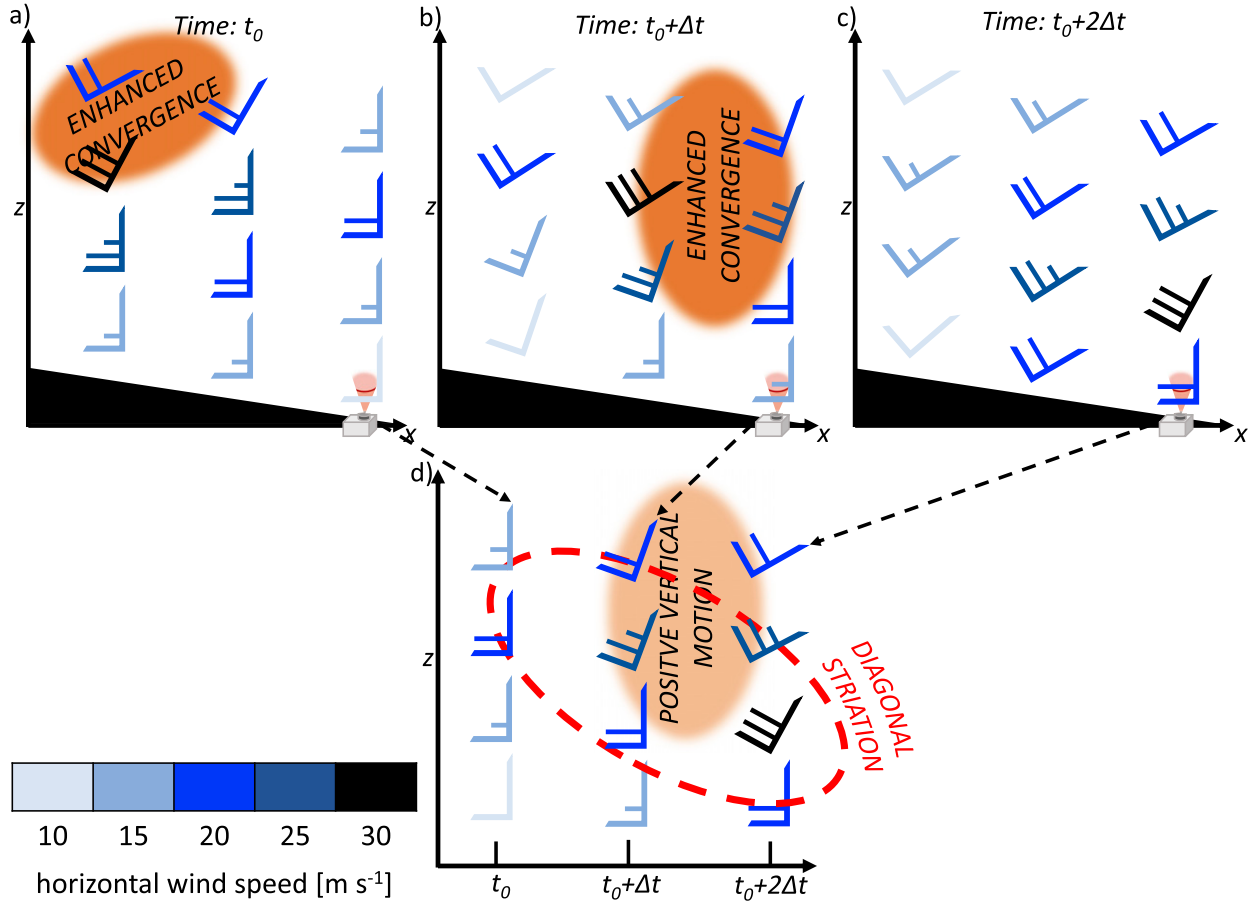 a)
Time: t0
ENHANCED
CONVERGENCE
z
x
b)
Time: t0+Δt
ENHANCED
CONVERGENCE
z
x
c)
Time: t0+2Δt
z
x
d)
POSITVE VERTICAL
MOTION
DIAGONAL
STRIATION
z
t0
t0+Δt
t0+2Δt
10 15 20 25 30
horizontal wind speed [m s-1]